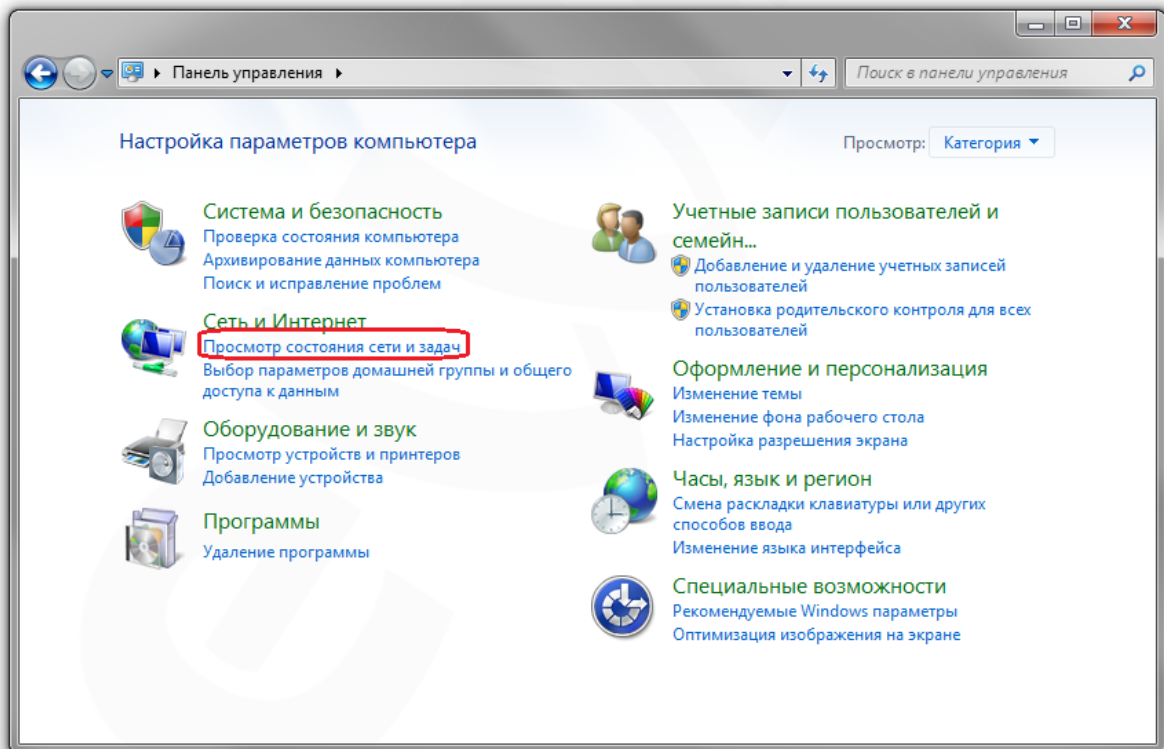 Панель управления
Поиск в панели управления
Настройка параметров компьютера
Просмотр: Категория
Система и безопасность
Проверка состояния компьютера
Архивирование данных компьютера
Поиск и исправление проблем
Сеть и Интернет
Просмотр состояния сети и задач
Выбор параметров домашней группы и общего
доступа к данным
Оборудование и звук
Просмотр устройств и принтеров
Добавление устройства
Программы
Удаление программы
Учетные записи пользователей и
семейн...
Добавление и удаление учетных записей
пользователей
Установка родительского контроля для всех
пользователей
Оформление и персонализация
Изменение темы
Изменение фона рабочего стола
Настройка разрешения экрана
Часы, язык и регион
Смена раскладки клавиатуры или других
способов ввода
Изменение языка интерфейса
Специальные возможности
Рекомендуемые Windows параметры
Оптимизация изображения на экране